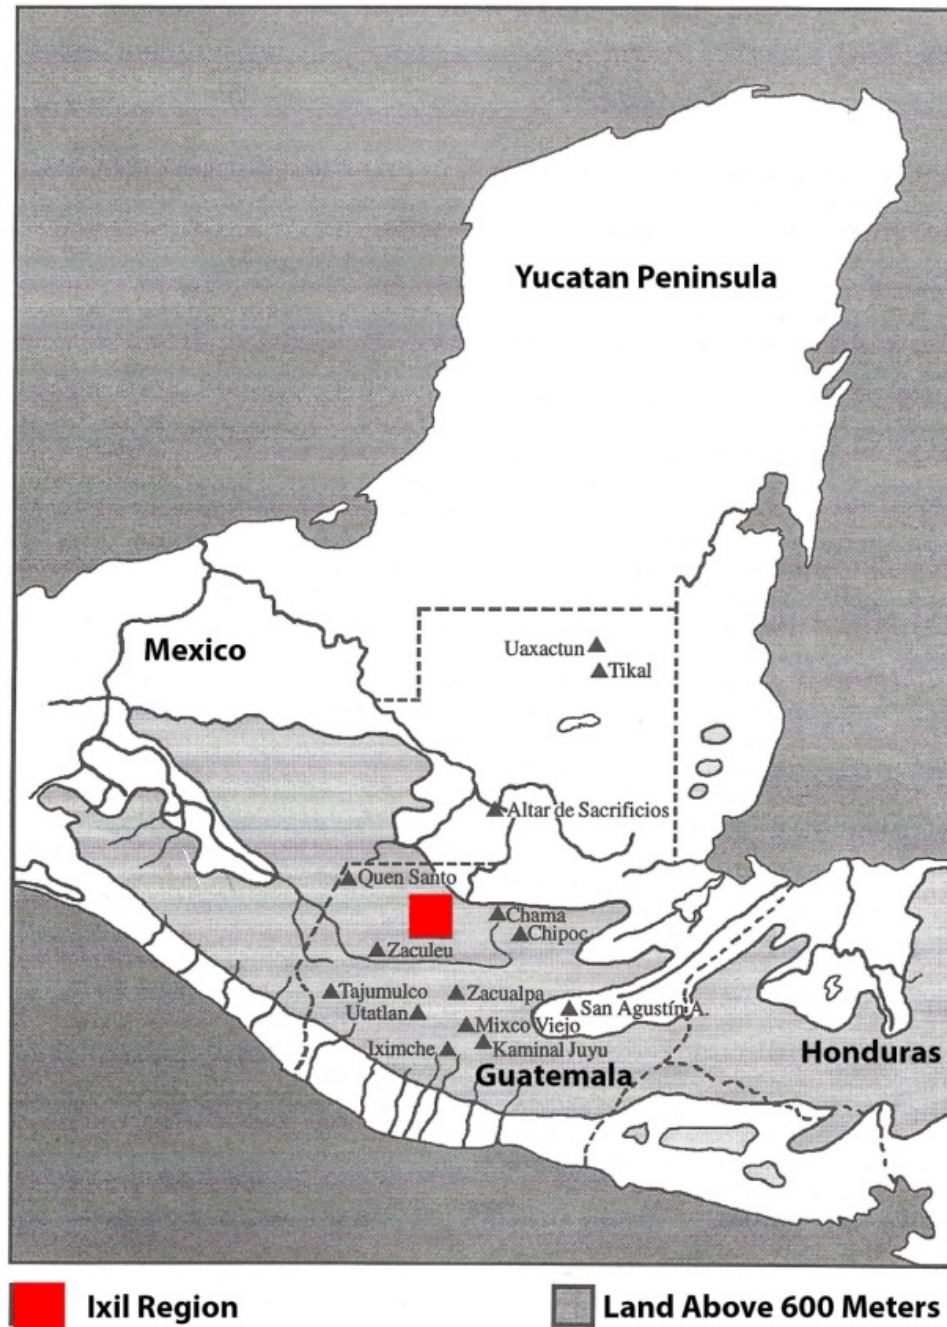 Yucatan Peninsula
Mexico
Uaxactun
Tikal
Altar de Sacrificios
Quen Santo
Chama
Chipoc
Zaculeu
Tajumulco
Zacualpa
Utatlan
San Agustín A.
Mixco Viejo
Iximche
Kaminal Juyu
Honduras
Guatemala
Ixil Region
Land Above 600 Meters